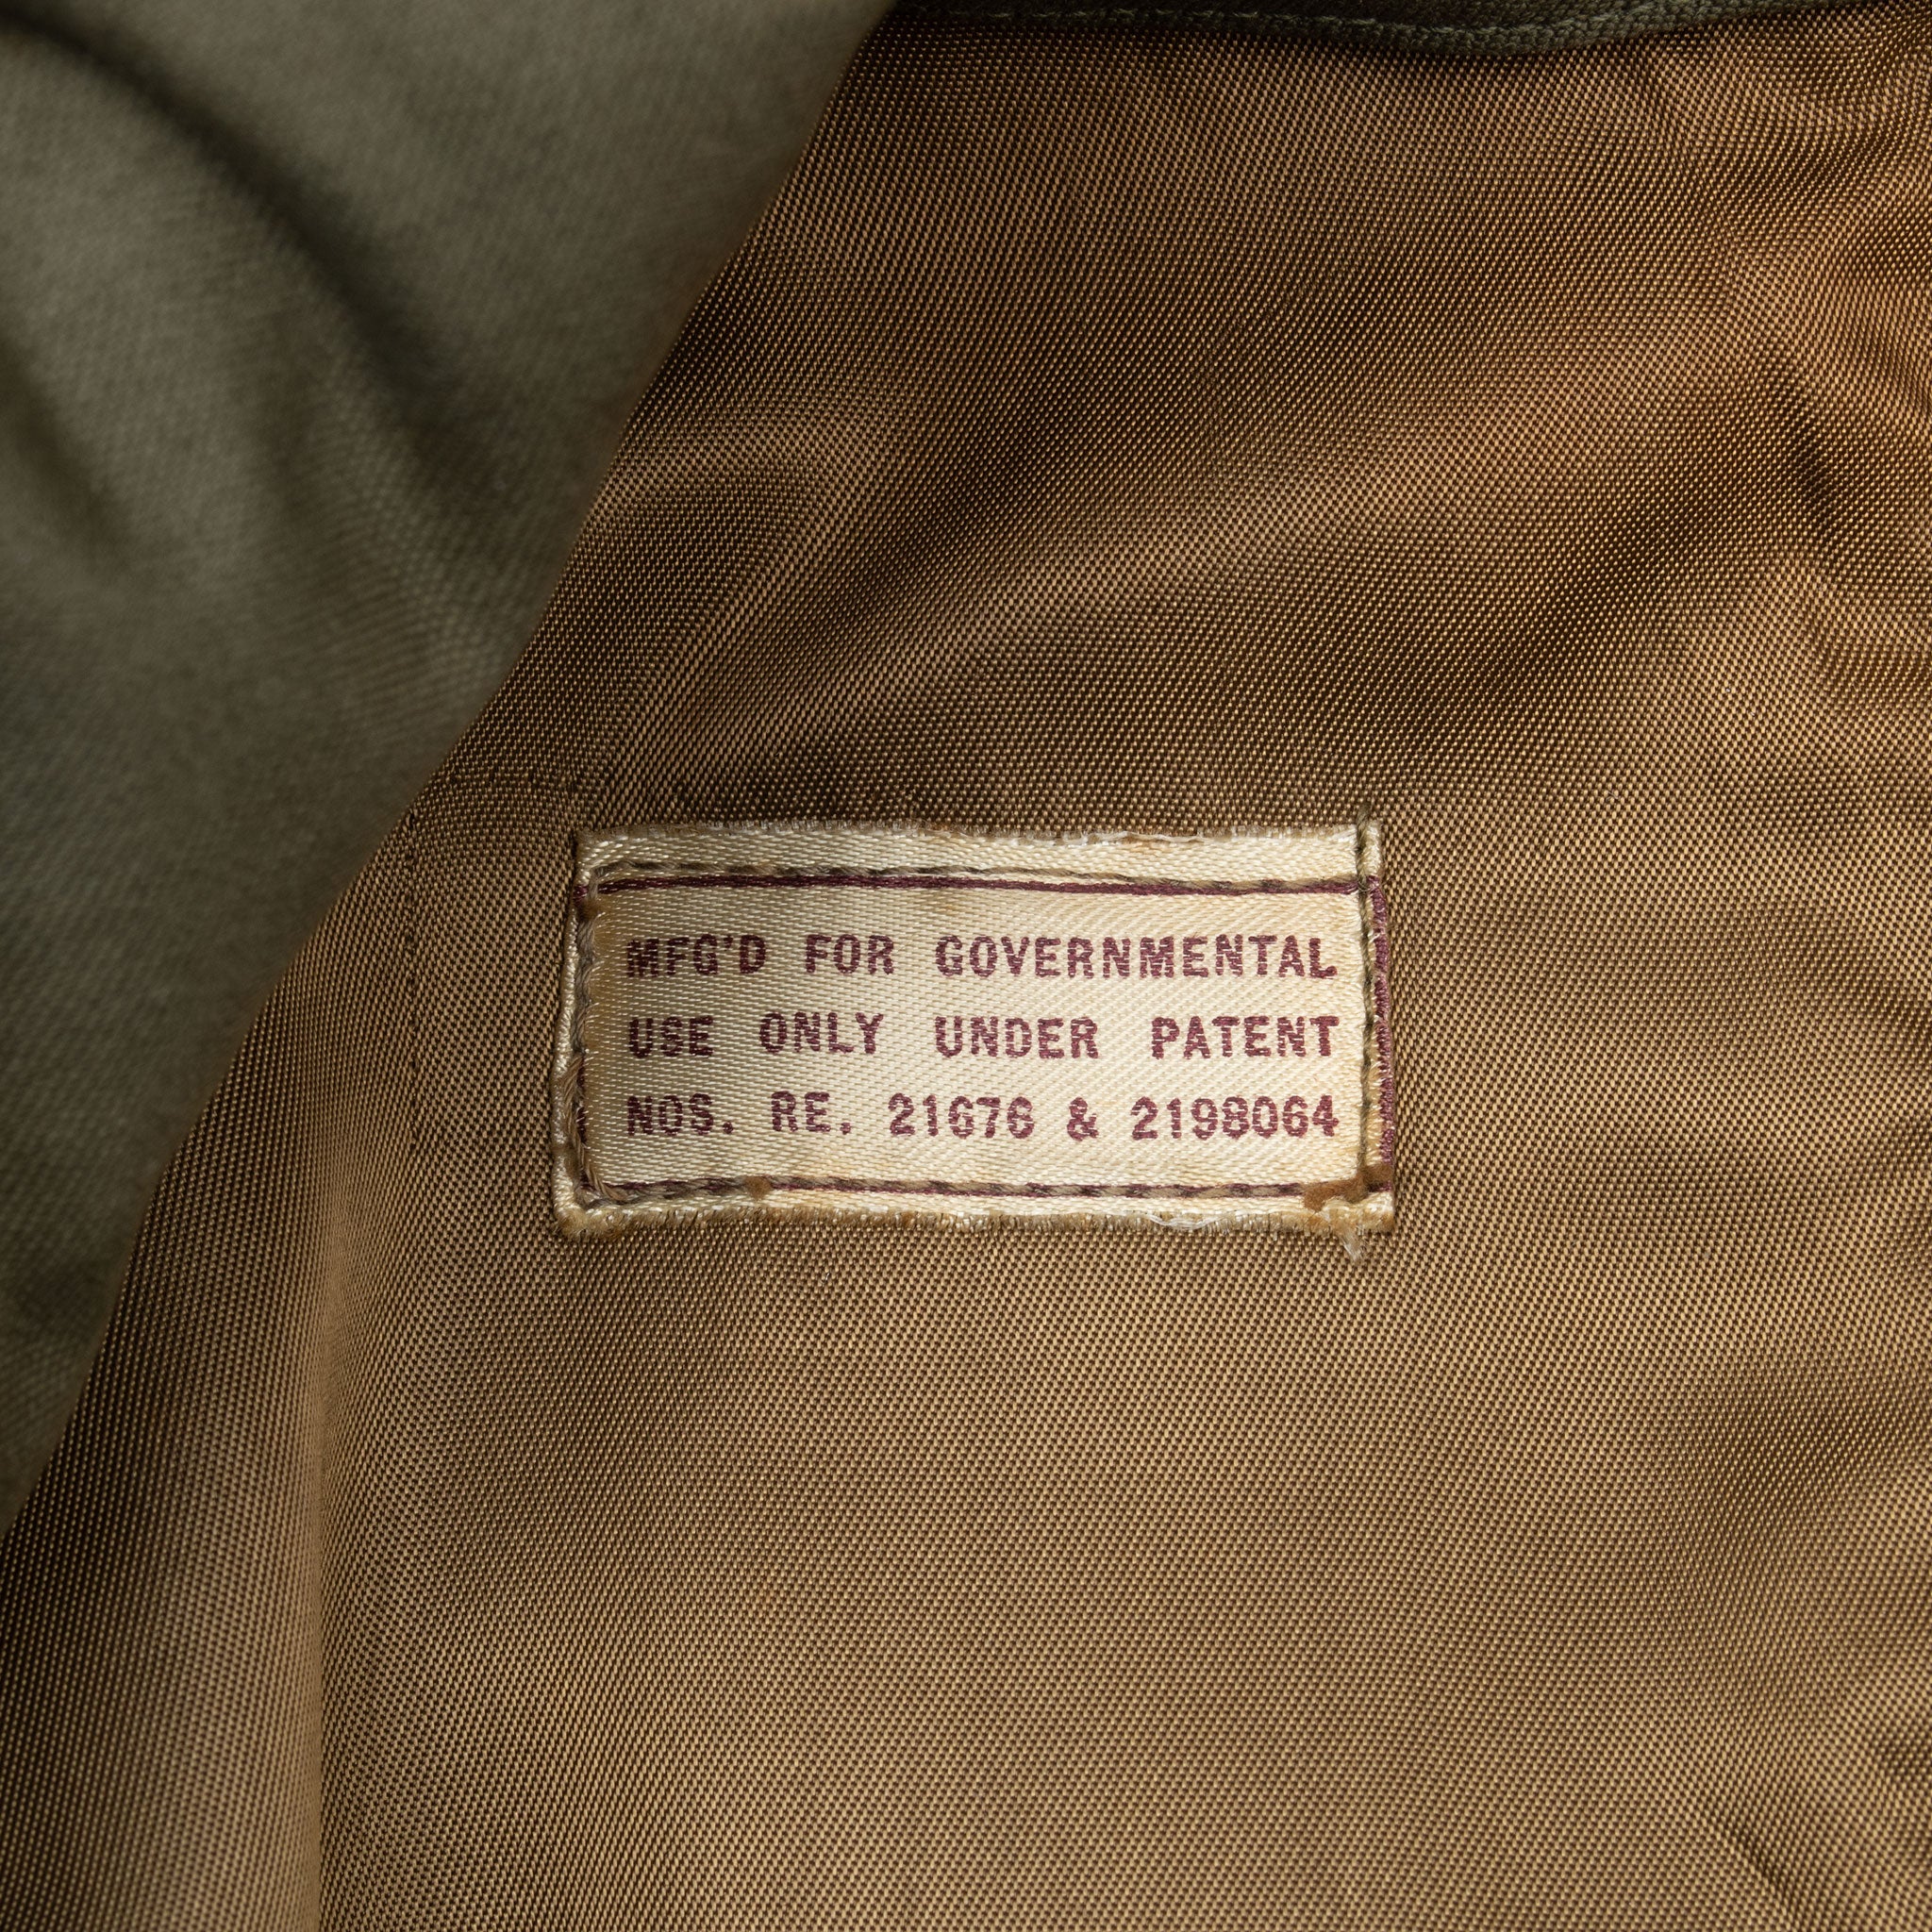 MFG'D FOR GOVERNMENTAL
USE ONLY UNDER PATENT
NOS. RE. 21676 & 2198064